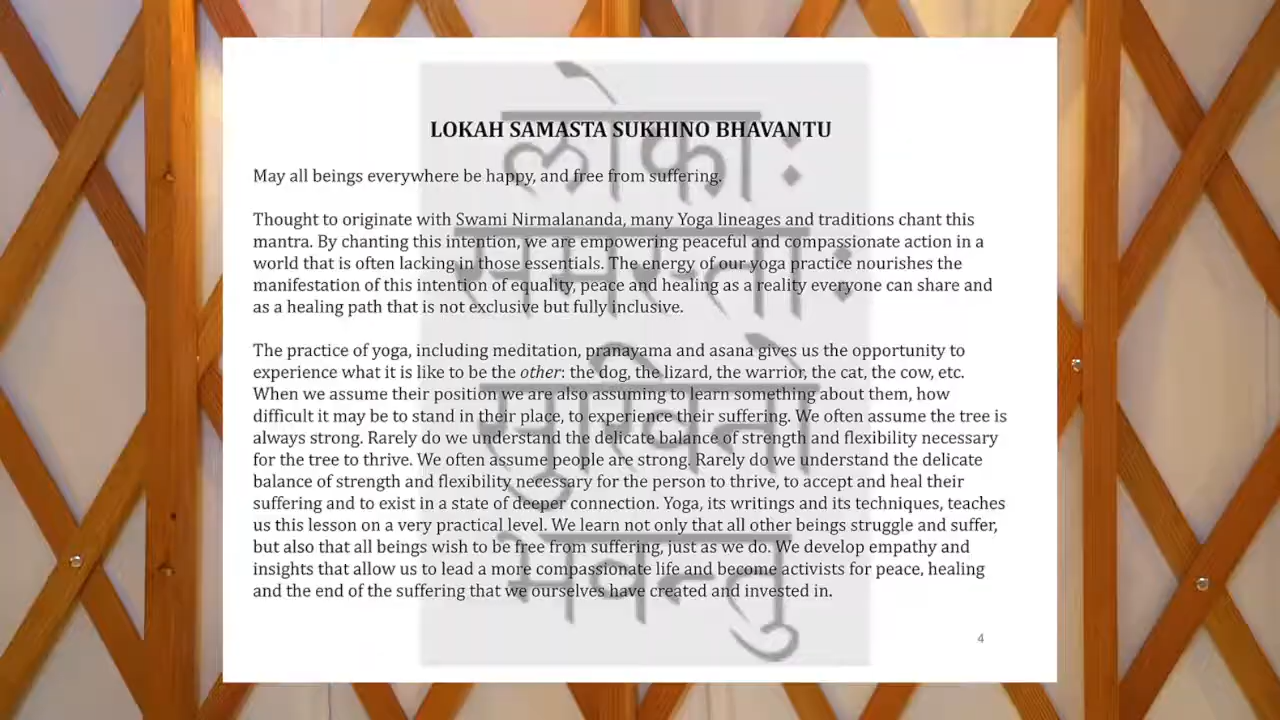 LOKAH SAMASTA SUKHINO BHAVANTU
May all beings everywhere be happy, and free from suffering.
Thought to originate with Swami Nirmalananda, many Yoga lineages and traditions chant this
mantra. By chanting this intention, we are empowering peaceful and compassionate action in a
world that is often lacking in those essentials. The energy of our yoga practice nourishes the
manifestation of this intention of equality, peace and healing as a reality everyone can share and
as a healing path that is not exclusive but fully inclusive.
The practice of yoga, including meditation, pranayama and asana gives us the opportunity to
experience what it is like to be the other: the dog, the lizard, the warrior, the cat, the cow, etc.
When we assume their position we are also assuming to learn something about them, how
difficult it may be to stand in their place, to experience their suffering. We often assume the tree is
always strong. Rarely do we understand the delicate balance of strength and flexibility necessary
for the tree to thrive. We often assume people are strong. Rarely do we understand the delicate
balance of strength and flexibility necessary for the person to thrive, to accept and heal their
suffering and to exist in a state of deeper connection. Yoga, its writings and its techniques, teaches
us this lesson on a very practical level. We learn not only that all other beings struggle and suffer,
but also that all beings wish to be free from suffering, just as we do. We develop empathy and
insights that allow us to lead a more compassionate life and become activists for peace, healing
and the end of the suffering that we ourselves have created and invested in.
4
लोकाः
समस्ताः
सुखिनो
भवन्तु